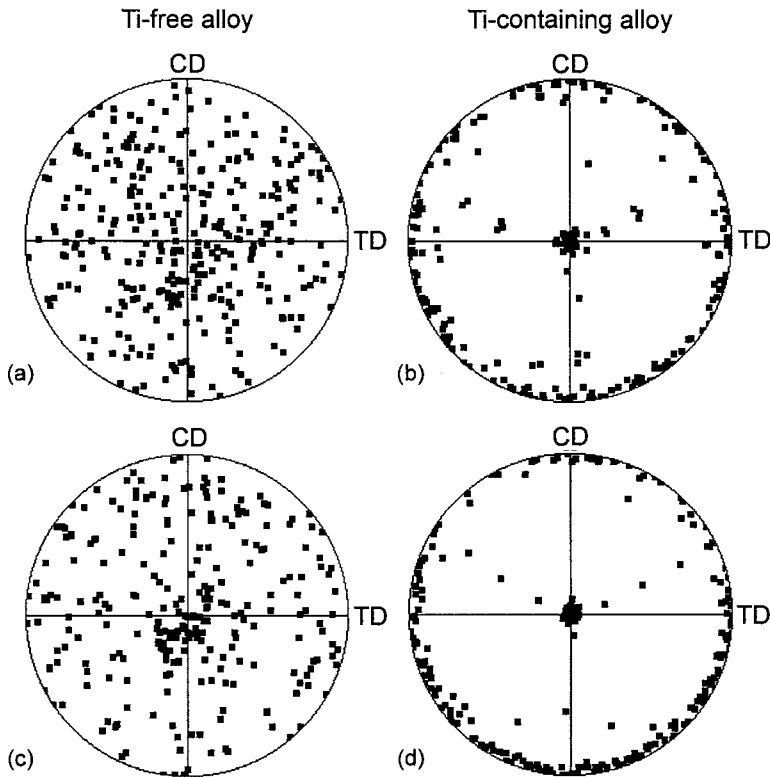 Ti-free alloy
Ti-containing alloy
CD
CD
TD
TD
(a)
(b)
CD
CD
TD
TD
(c)
(d)